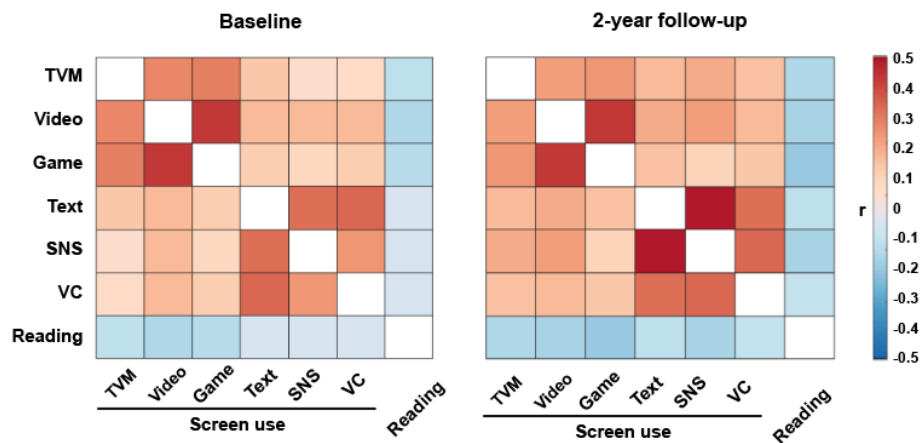 Baseline
2-year follow-up
TVM
Video
Game
Text
SNS
VC
Reading
TVM
Video
Game
Text
SNS
VC
Reading
Screen use
TVM
Video
Game
Text
SNS
VC
Reading
Screen use
0.5
0.4
0.3
0.2
0.1
0
-0.1
-0.2
-0.3
-0.4
-0.5
r